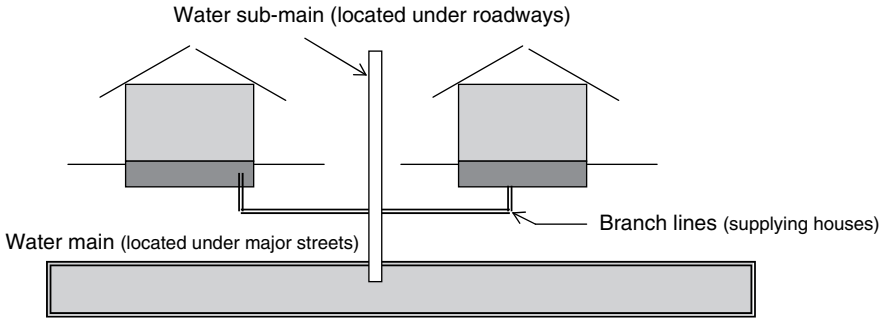 Water sub-main (located under roadways)
Branch lines (supplying houses)
Water main (located under major streets)